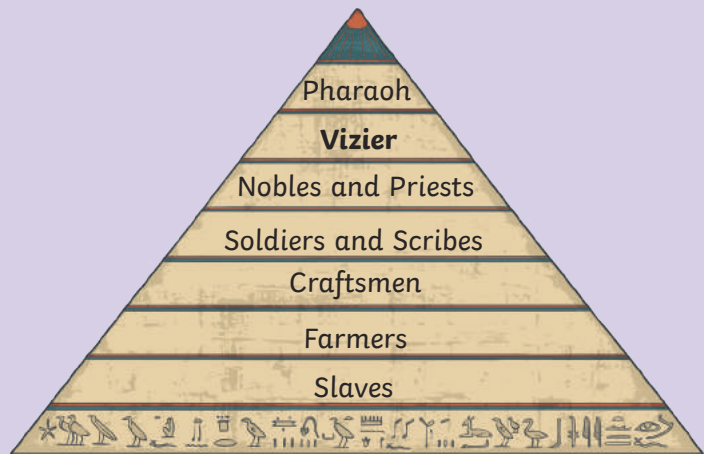 Pharaoh
Vizier
Nobles and Priests
Soldiers and Scribes
Craftsmen
Farmers
Slaves